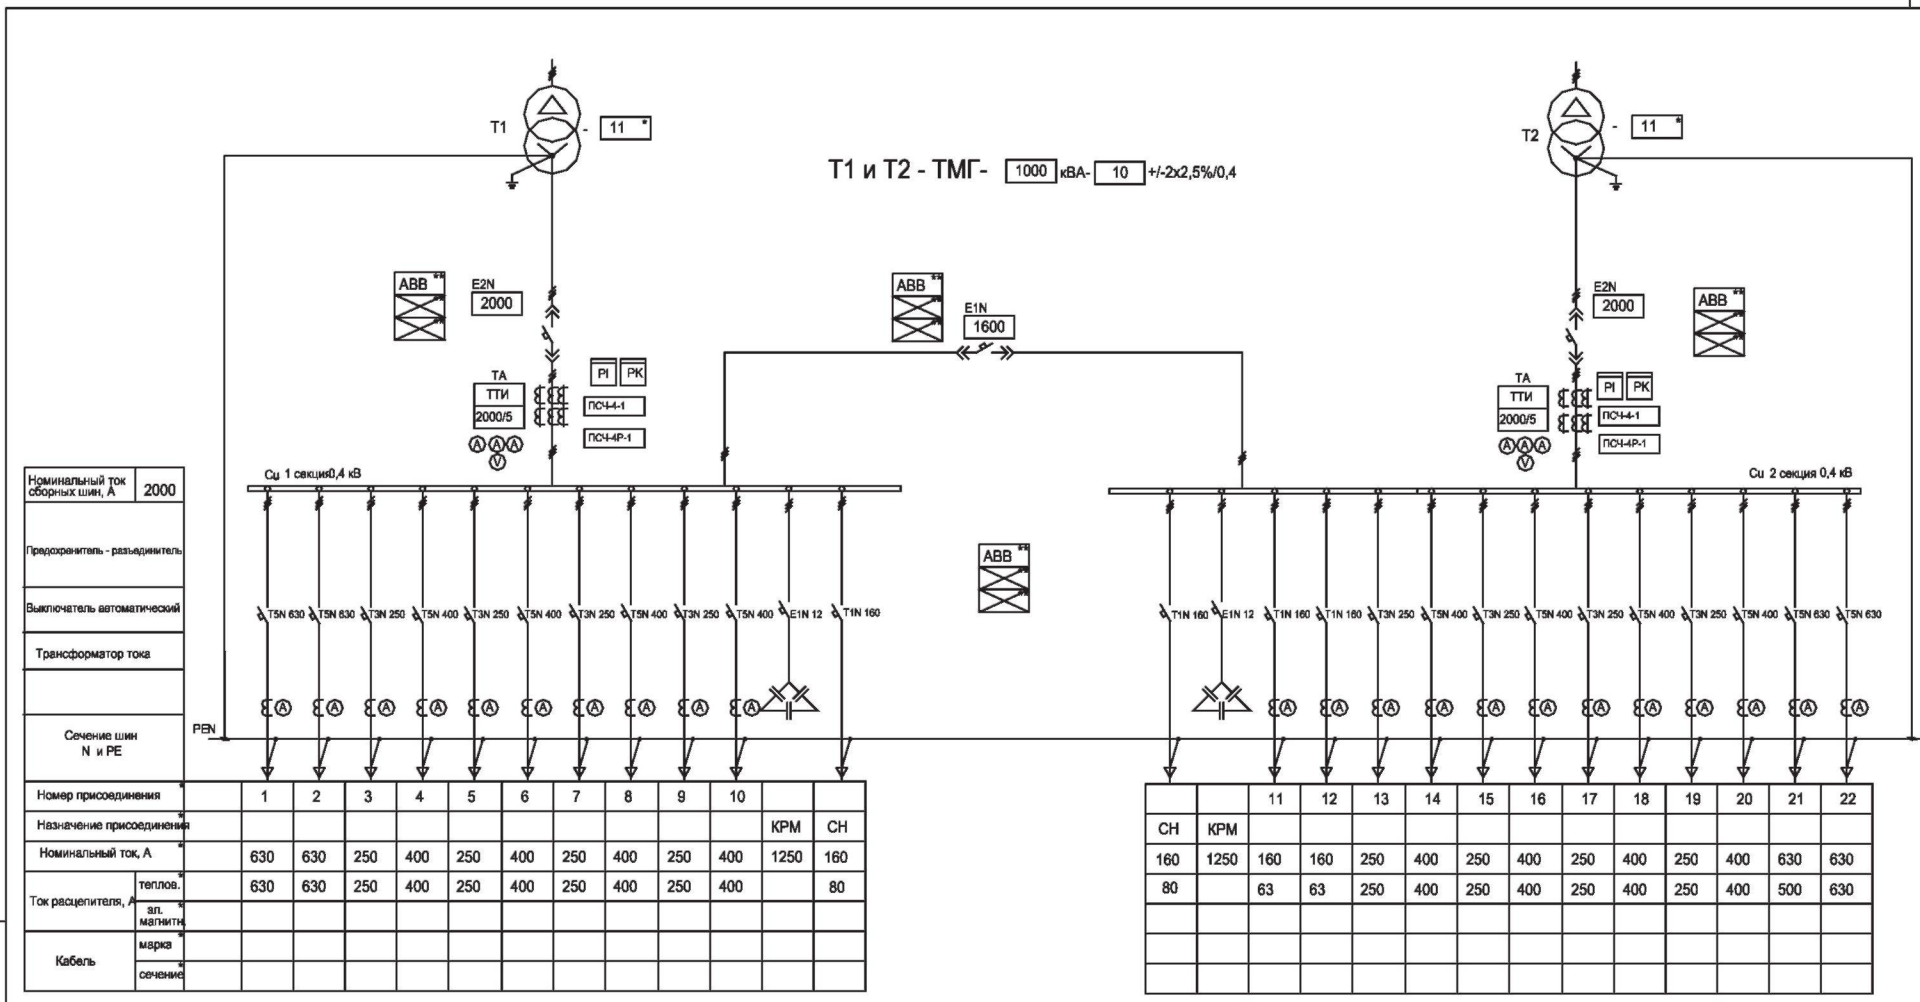 T1
-
11 *
T1 и T2 - ТМГ-
1000
кВА-
10
+/-2х2,5%/0,4
T2
-
11 *
ABB **
**
**
E2N
2000
ABB **
**
**
E1N
1600
E2N
2000
ABB **
**
**
TA
ТТИ
2000/5
PI
PK
ПСЧ-4-1
ПСЧ-4Р-1
A A A
V
TA
ТТИ
2000/5
PI
PK
ПСЧ-4-1
ПСЧ-4Р-1
A A A
V
Cu 1 секция0,4 кВ
Cu 2 секция 0,4 кВ
ABB **
**
**
Номинальный ток
сборных шин, А
2000
Предохранитель - разъединитель
Выключатель автоматический
T5N 630 T5N 630 T3N 250 T5N 400 T3N 250 T5N 400 T3N 250 T5N 400 T3N 250 T5N 400 E1N 12 T1N 160
T1N 160 E1N 12 T1N 160 T1N 160 T3N 250 T5N 400 T3N 250 T5N 400 T3N 250 T5N 400 T3N 250 T5N 400 T5N 630 T5N 630
Трансформатор тока
A A A A A A A A A A
A A A A A A A A A A A A
Сечение шин
N и PE
PEN
Номер присоединения *
1 2 3 4 5 6 7 8 9 10
11 12 13 14 15 16 17 18 19 20 21 22
Назначение присоединения *
КРМ СН
СН КРМ
Номинальный ток, А *
630 630 250 400 250 400 250 400 250 400 1250 160
160 1250 160 160 250 400 250 400 250 400 250 400 630 630
Ток расцепителя, А
теплов. *
630 630 250 400 250 400 250 400 250 400 80
80 63 63 250 400 250 400 250 400 250 400 500 630
эл. *
магнитн.
Кабель
марка *
сечение *